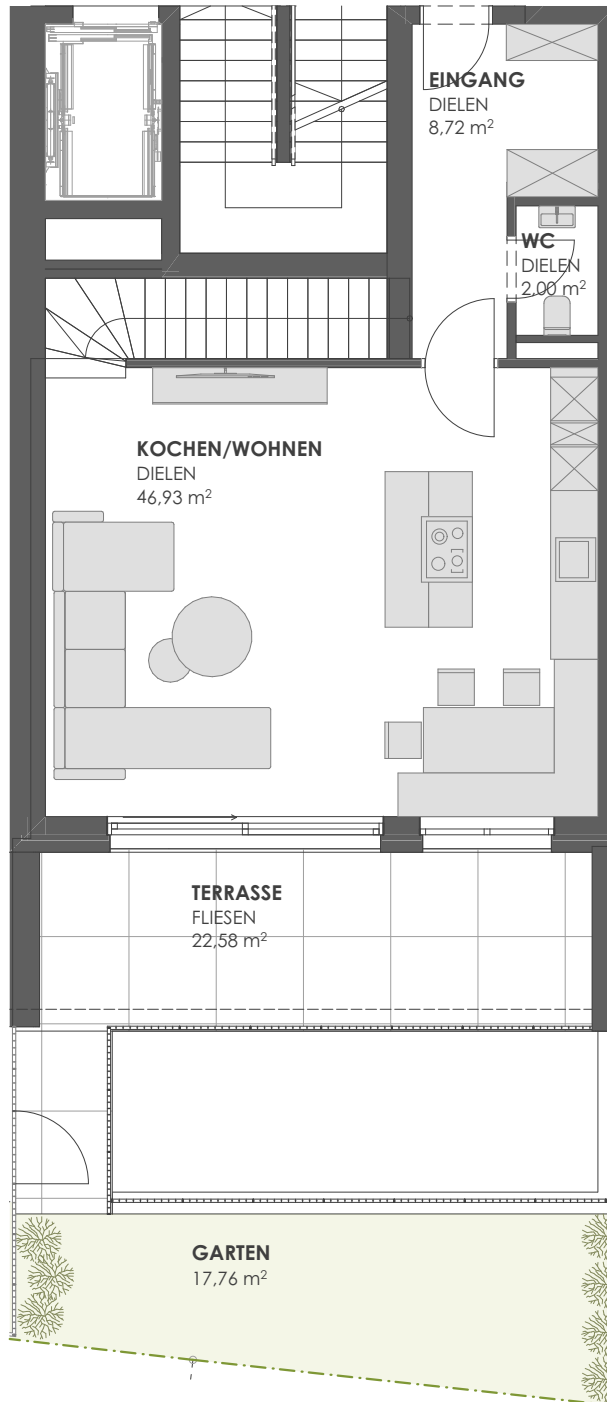 EINGANG
DIELEN
8,72 m²
WC
DIELEN
2,00 m²
KOCHEN/WOHNEN
DIELEN
46,93 m²
TERRASSE
FLIESEN
22,58 m²
GARTEN
17,76 m²